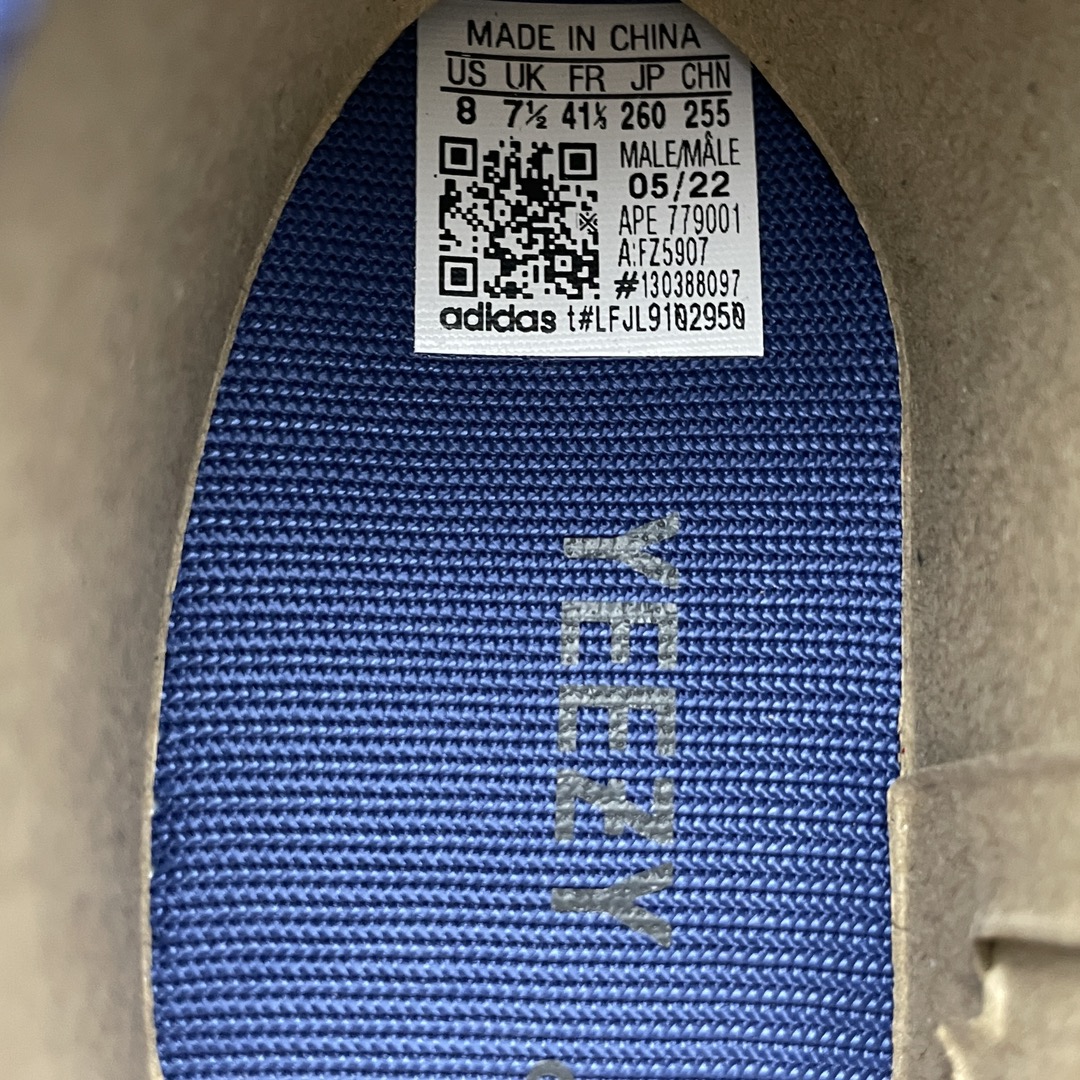 MADE IN CHINA
US UK FR JP CHN
8 7½ 41⅓ 260 255
MALE/MÂLE
05/22
APE 779001
A:FZ5907
#130388097
adidas t#LFJL9102950
YEEZY